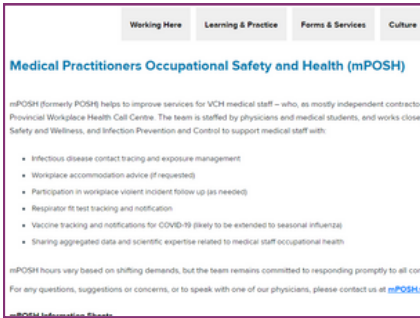 Working Here Learning & Practice Forms & Services Culture
Medical Practitioners Occupational Safety and Health (mPOSH)
mPOSH (formerly POSH) helps to improve services for VCH medical staff – who, as mostly independent contracto
Provincial Workplace Health Call Centre. The team is staffed by physicians and medical students, and works close
Safety and Wellness, and Infection Prevention and Control to support medical staff with:
• Infectious disease contact tracing and exposure management
• Workplace accommodation advice (if requested)
• Participation in workplace violent incident follow up (as needed)
• Respirator fit test tracking and notification
• Vaccine tracking and notifications for COVID-19 (likely to be extended to seasonal influenza)
• Sharing aggregated data and scientific expertise related to medical staff occupational health
mPOSH hours vary based on shifting demands, but the team remains committed to responding promptly to all con
For any questions, suggestions or concerns, or to speak with one of our physicians, please contact us at mPOSH
mPOSH Information Sheets